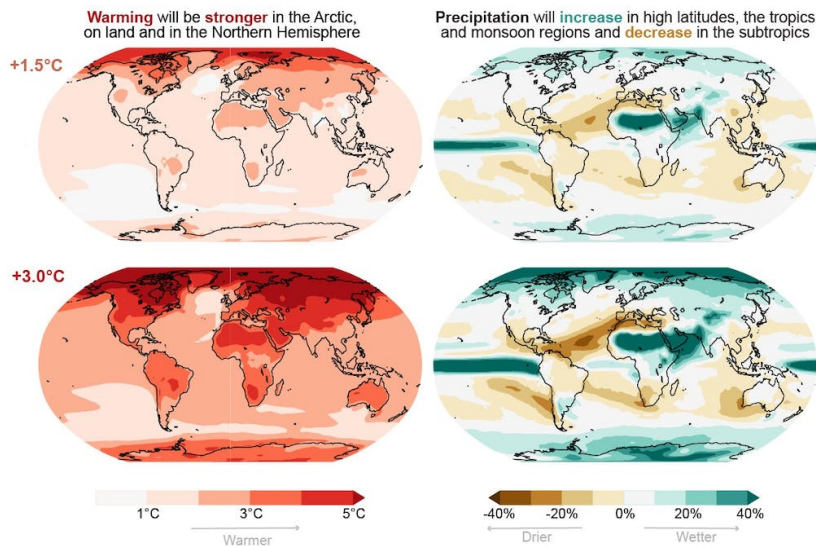 Warming will be stronger in the Arctic,
on land and in the Northern Hemisphere
Precipitation will increase in high latitudes, the tropics
and monsoon regions and decrease in the subtropics
+1.5°C
+3.0°C
1°C 3°C 5°C
Warmer
-40% -20% 0% 20% 40%
Drier Wetter